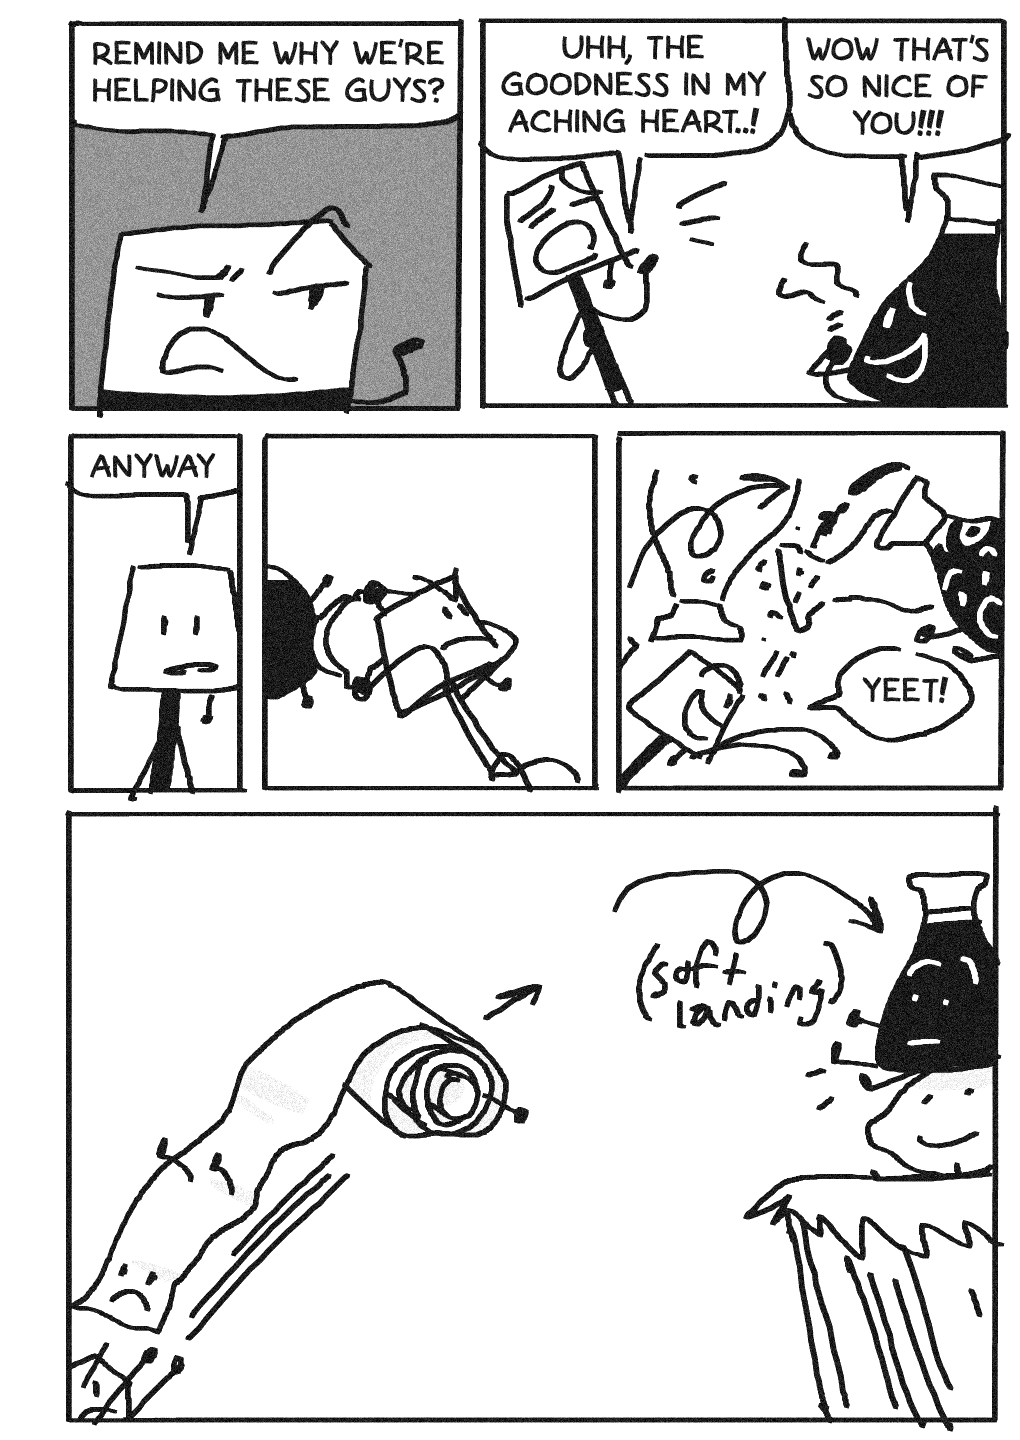 REMIND ME WHY WE'RE
HELPING THESE GUYS?
UHH, THE
GOODNESS IN MY
ACHING HEART..!
WOW THAT'S
SO NICE OF
YOU!!!
ANYWAY
YEET!
(soft
landing)